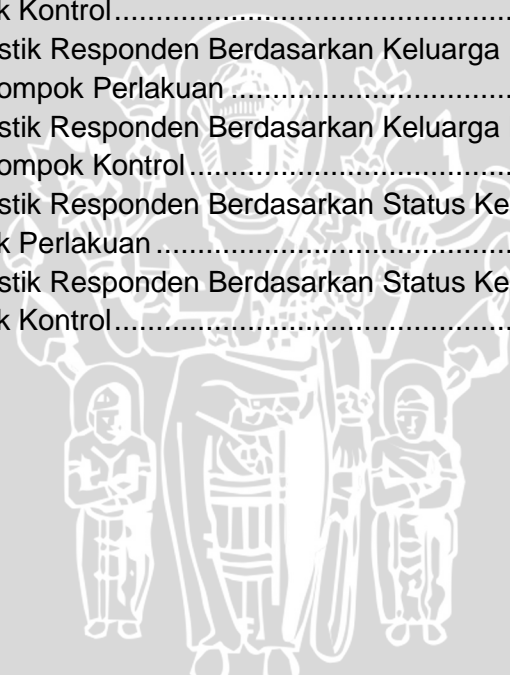 k Kontrol......................................................
stik Responden Berdasarkan Keluarga
ompok Perlakuan......................................
stik Responden Berdasarkan Keluarga
ompok Kontrol............................................
stik Responden Berdasarkan Status Ke
k Perlakuan................................................
stik Responden Berdasarkan Status Ke
k Kontrol......................................................